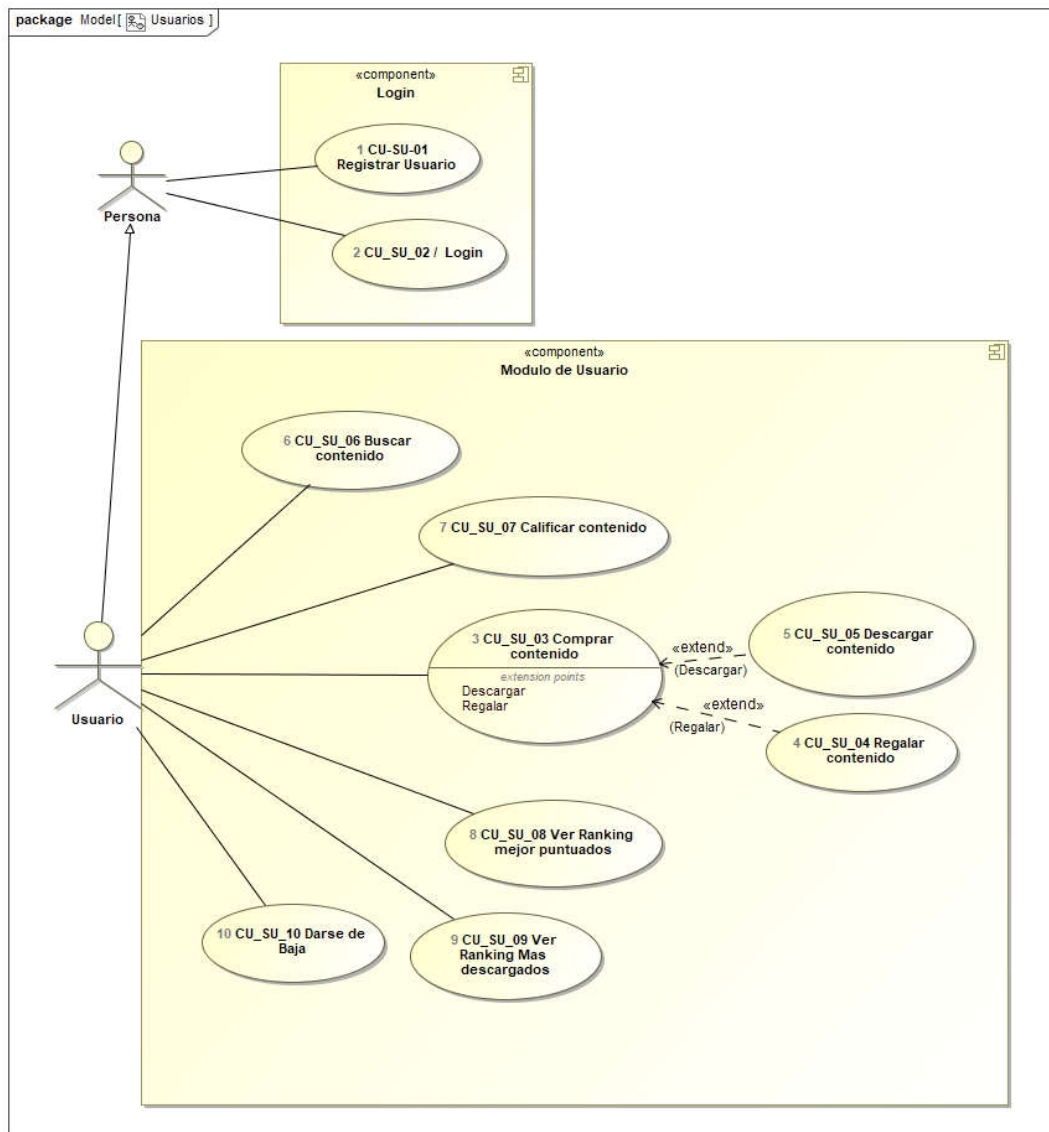 package Model[ Usuarios ]
«component»
Login
1 CU-SU-01
Registrar Usuario
2 CU_SU_02 / Login
Persona
«component»
Modulo de Usuario
6 CU_SU_06 Buscar
contenido
7 CU_SU_07 Calificar contenido
3 CU_SU_03 Comprar
contenido
extension points
Descargar
Regalar
«extend»
(Descargar)
5 CU_SU_05 Descargar
contenido
«extend»
(Regalar)
4 CU_SU_04 Regalar
contenido
Usuario
8 CU_SU_08 Ver Ranking
mejor puntuados
10 CU_SU_10 Darse de
Baja
9 CU_SU_09 Ver
Ranking Mas
descargados